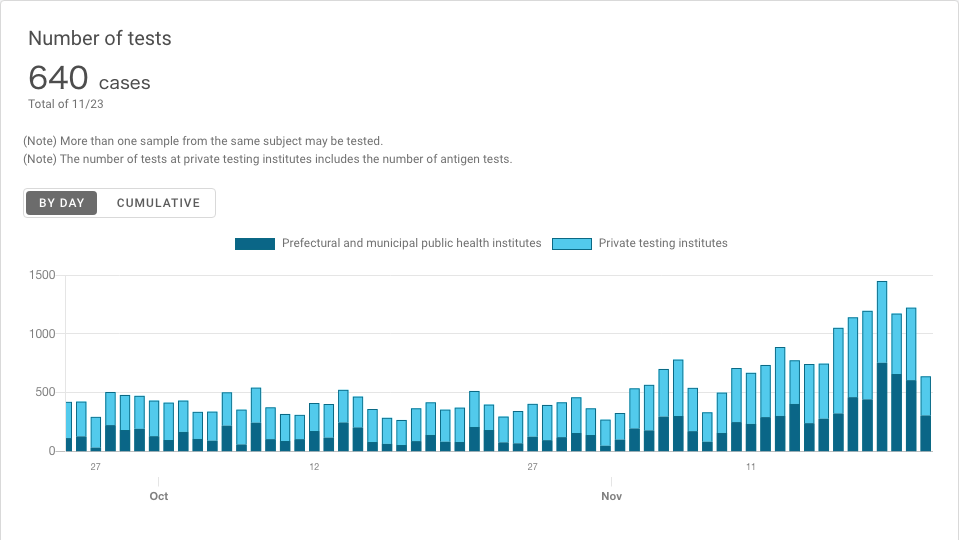 Number of tests
640 cases
Total of 11/23
(Note) More than one sample from the same subject may be tested.
(Note) The number of tests at private testing institutes includes the number of antigen tests.
BY DAY CUMULATIVE
Prefectural and municipal public health institutes Private testing institutes
1500
1000
500
0
27 12 27 11
Oct Nov